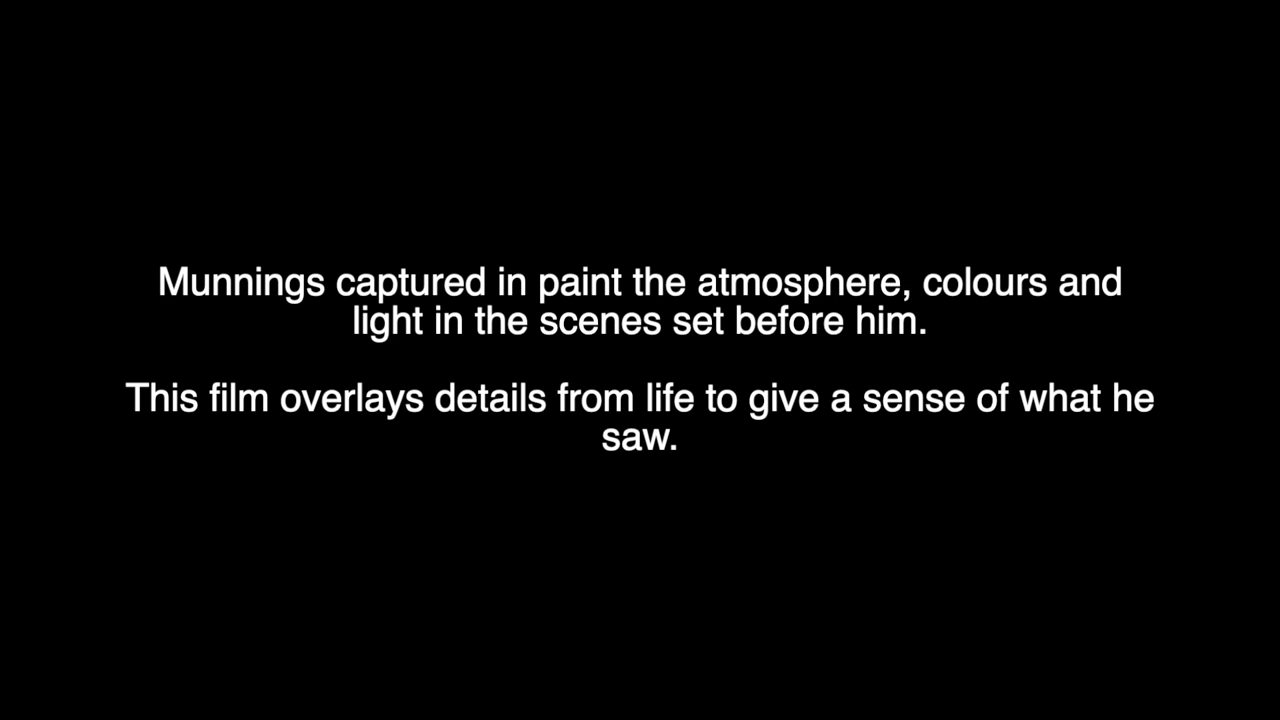 Munnings captured in paint the atmosphere, colours and
light in the scenes set before him.
This film overlays details from life to give a sense of what he
saw.